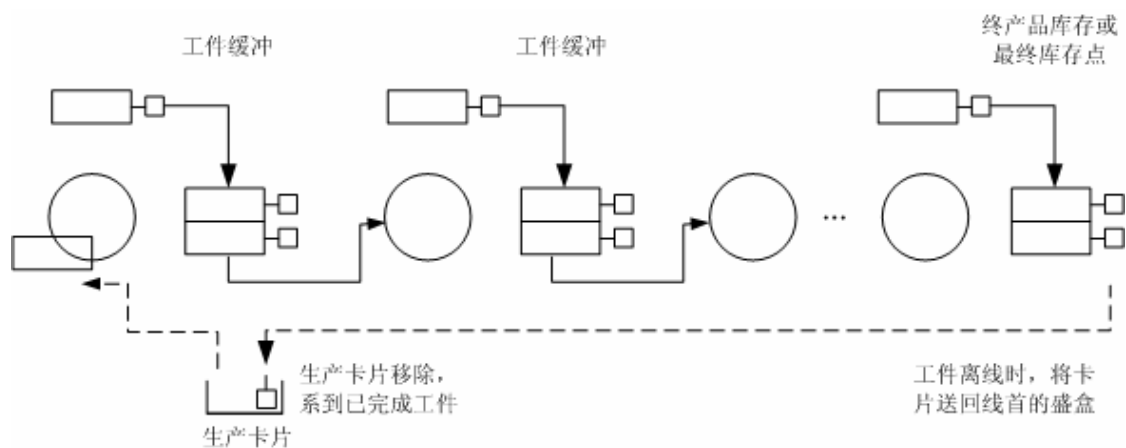 工件缓冲
工件缓冲
终产品库存或
最终库存点
…
生产卡片移除，
系到已完成工件
生产卡片
工件离线时，将卡
片送回线首的盛盒